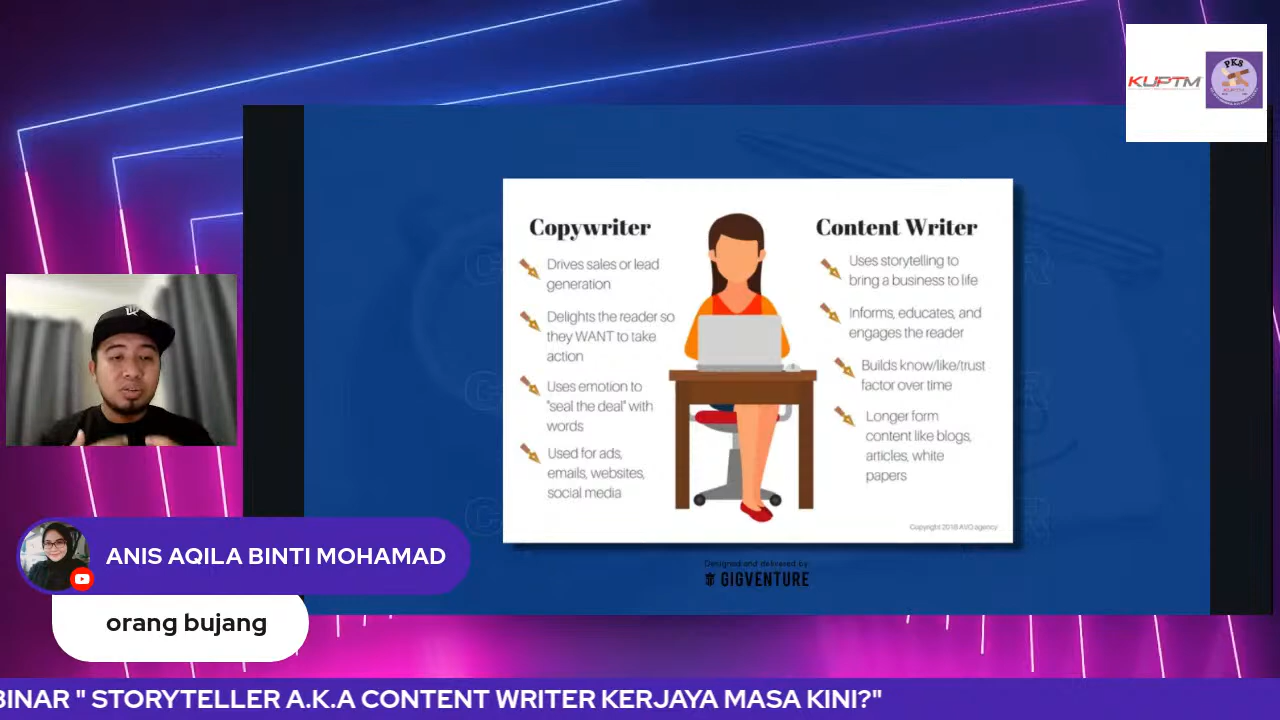 KUPTM
PKS
Copywriter
Drives sales or lead
generation
Delights the reader so
they WANT to take
action
Uses emotion to
"seal the deal" with
words
Used for ads,
emails, websites,
social media
Content Writer
Uses storytelling to
bring a business to life
Informs, educates, and
engages the reader
Builds know/like/trust
factor over time
Longer form
content like blogs,
articles, white
papers
Copyright 2018 AVO agency
Designed and delivered by:
GIGVENTURE
ANIS AQILA BINTI MOHAMAD
orang bujang
BINAR " STORYTELLER A.K.A CONTENT WRITER KERJAYA MASA KINI?"